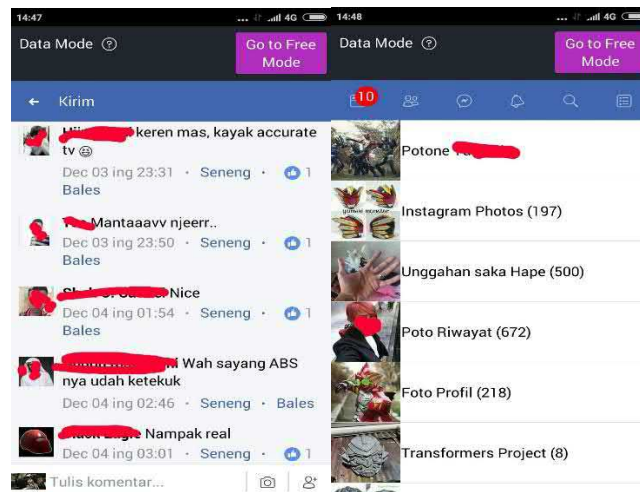 14:47
... 4G
Data Mode ?
Go to Free
Mode
Kirim
keren mas, kayak accurate
tv
Dec 03 ing 23:31 · Seneng · 1
Bales
Mantaaavv njeerr..
Dec 03 ing 23:50 · Seneng · 1
Bales
Nice
Dec 04 ing 01:54 · Seneng · 1
Bales
Wah sayang ABS
nya udah ketekuk
Dec 04 ing 02:46 · Seneng · Bales
Nampak real
Dec 04 ing 03:01 · Seneng · 1
Tulis komentar...
14:48
... 4G
Data Mode ?
Go to Free
Mode
10
Potone
Instagram Photos (197)
Unggahan saka Hape (500)
Poto Riwayat (672)
Foto Profil (218)
Transformers Project (8)